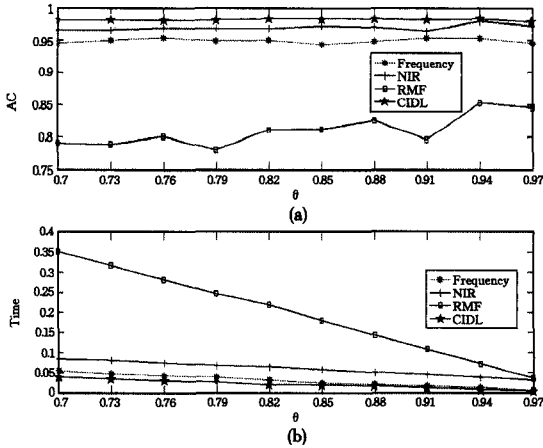 1
0.95
0.9
0.85
0.8
0.75
AC
Frequency
NIR
RMF
CIDL
0.7 0.73 0.76 0.79 0.82 0.85 0.88 0.91 0.94 0.97
θ
(a)
0.4
0.35
0.3
0.25
0.2
0.15
0.1
0.05
0
Time
Frequency
NIR
RMF
CIDL
0.7 0.73 0.76 0.79 0.82 0.85 0.88 0.91 0.94 0.97
θ
(b)